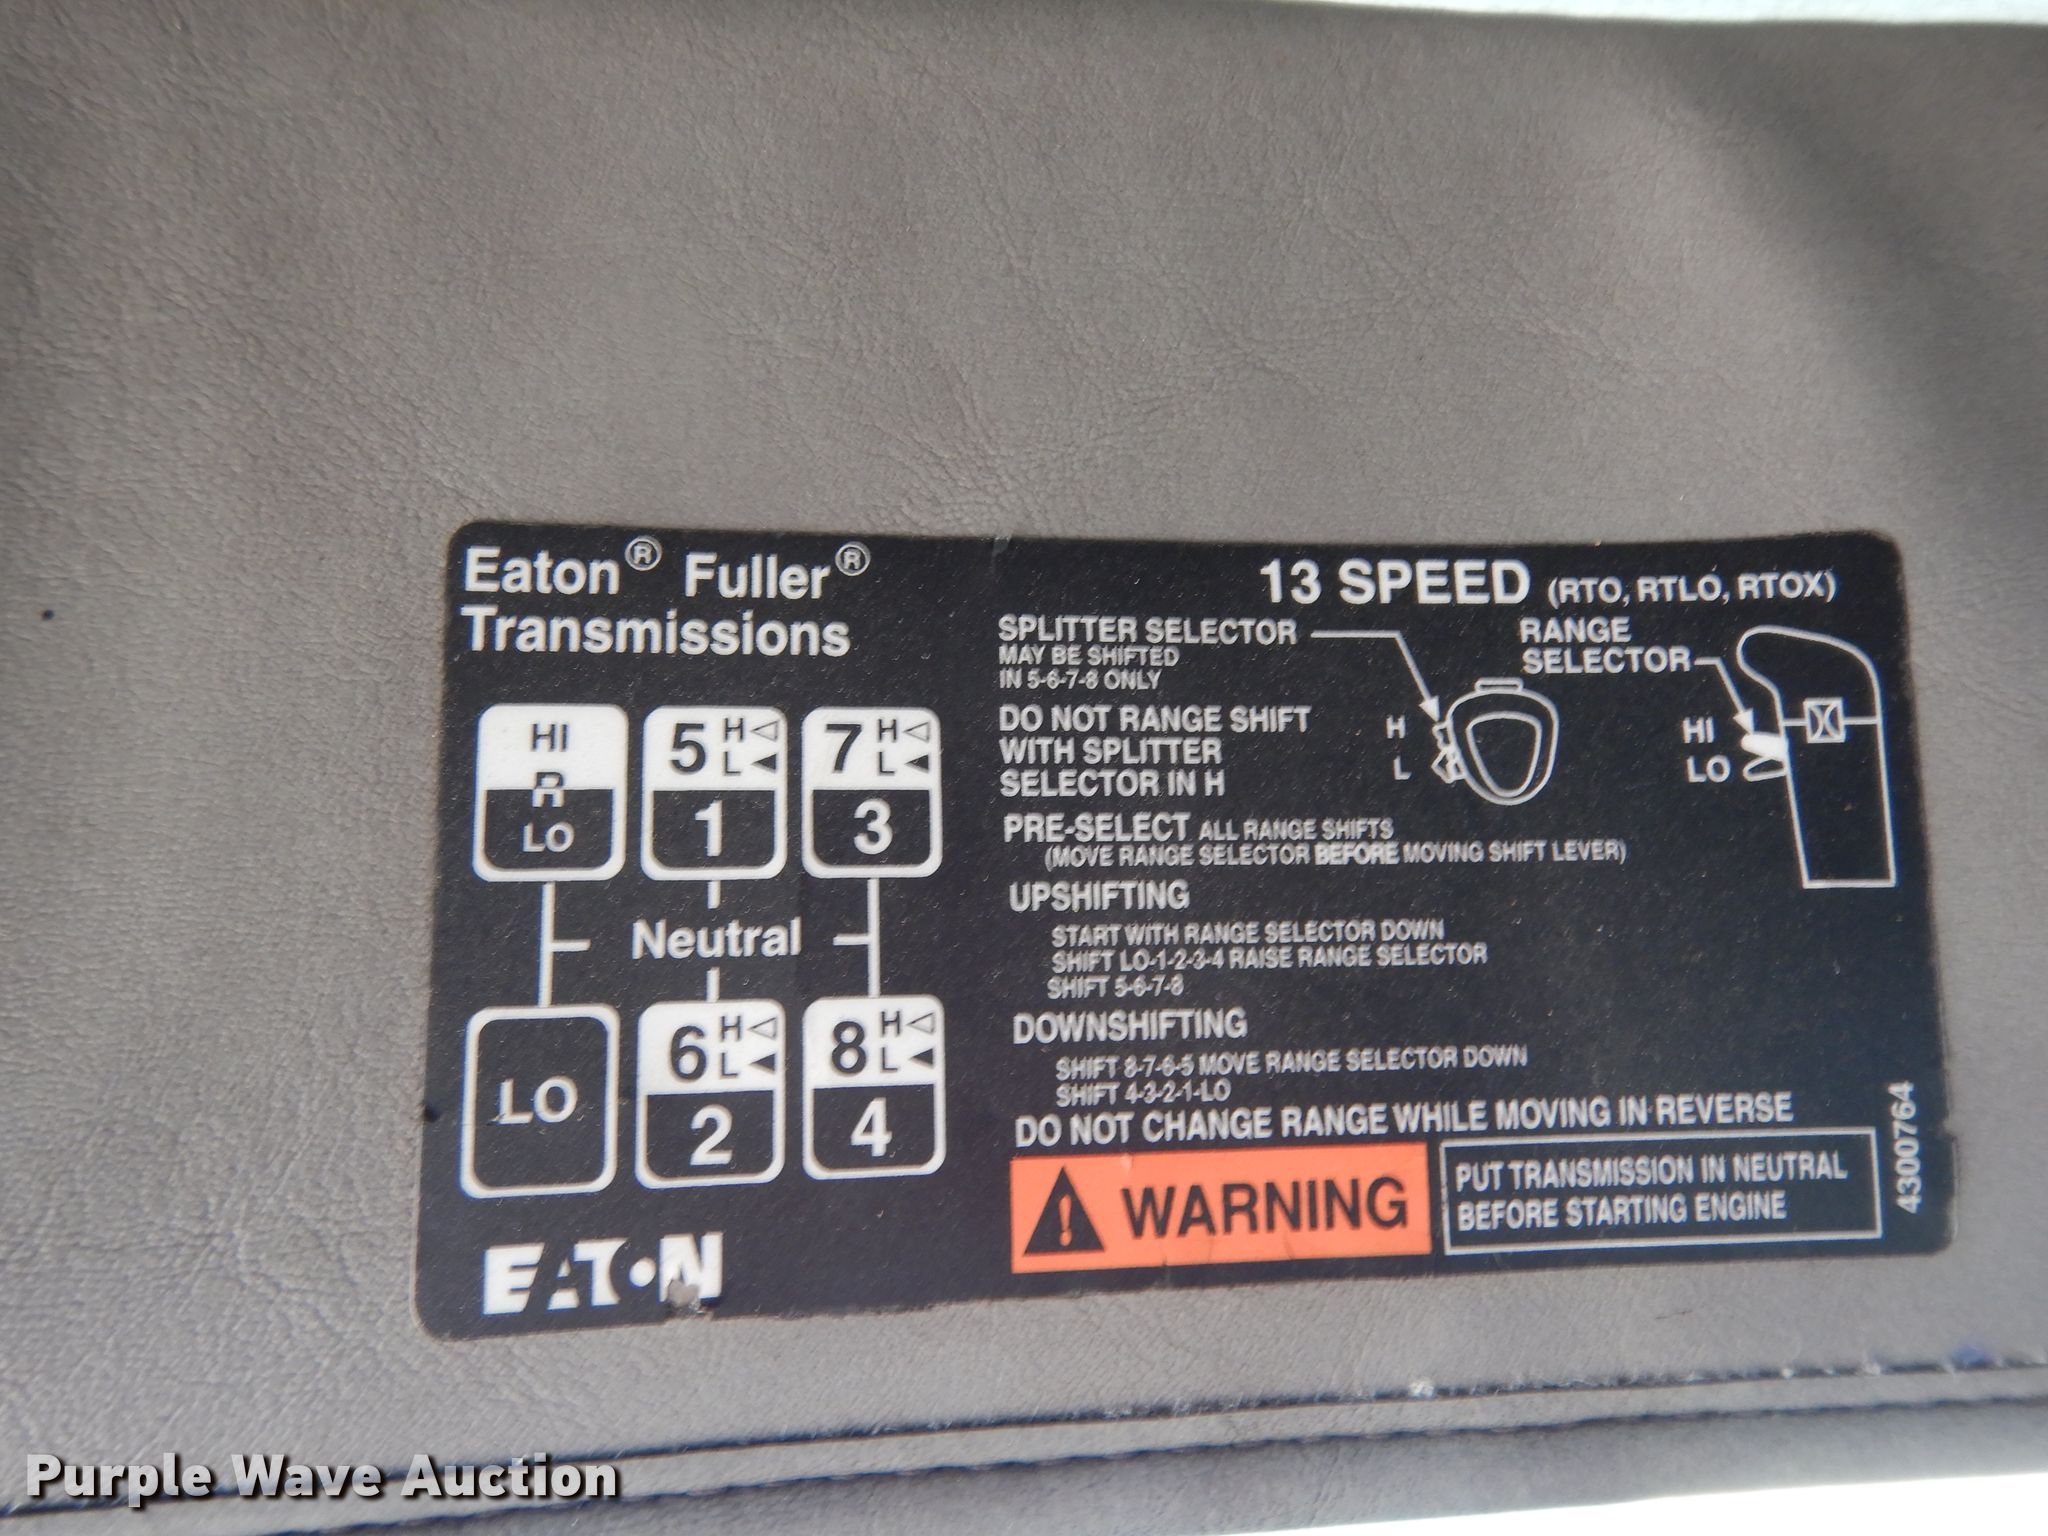 Eaton® Fuller®
Transmissions
HI
R
LO
5 H
L
1
7 H
L
3
Neutral
LO
6 H
L
2
8 H
L
4
EATON
13 SPEED (RTO, RTLO, RTOX)
SPLITTER SELECTOR
MAY BE SHIFTED
IN 5-6-7-8 ONLY
H
L
RANGE
SELECTOR
HI
LO
DO NOT RANGE SHIFT
WITH SPLITTER
SELECTOR IN H
PRE-SELECT ALL RANGE SHIFTS
(MOVE RANGE SELECTOR BEFORE MOVING SHIFT LEVER)
UPSHIFTING
START WITH RANGE SELECTOR DOWN
SHIFT LO-1-2-3-4 RAISE RANGE SELECTOR
SHIFT 5-6-7-8
DOWNSHIFTING
SHIFT 8-7-6-5 MOVE RANGE SELECTOR DOWN
SHIFT 4-3-2-1-LO
DO NOT CHANGE RANGE WHILE MOVING IN REVERSE
! WARNING
PUT TRANSMISSION IN NEUTRAL
BEFORE STARTING ENGINE
4300764
Purple Wave Auction